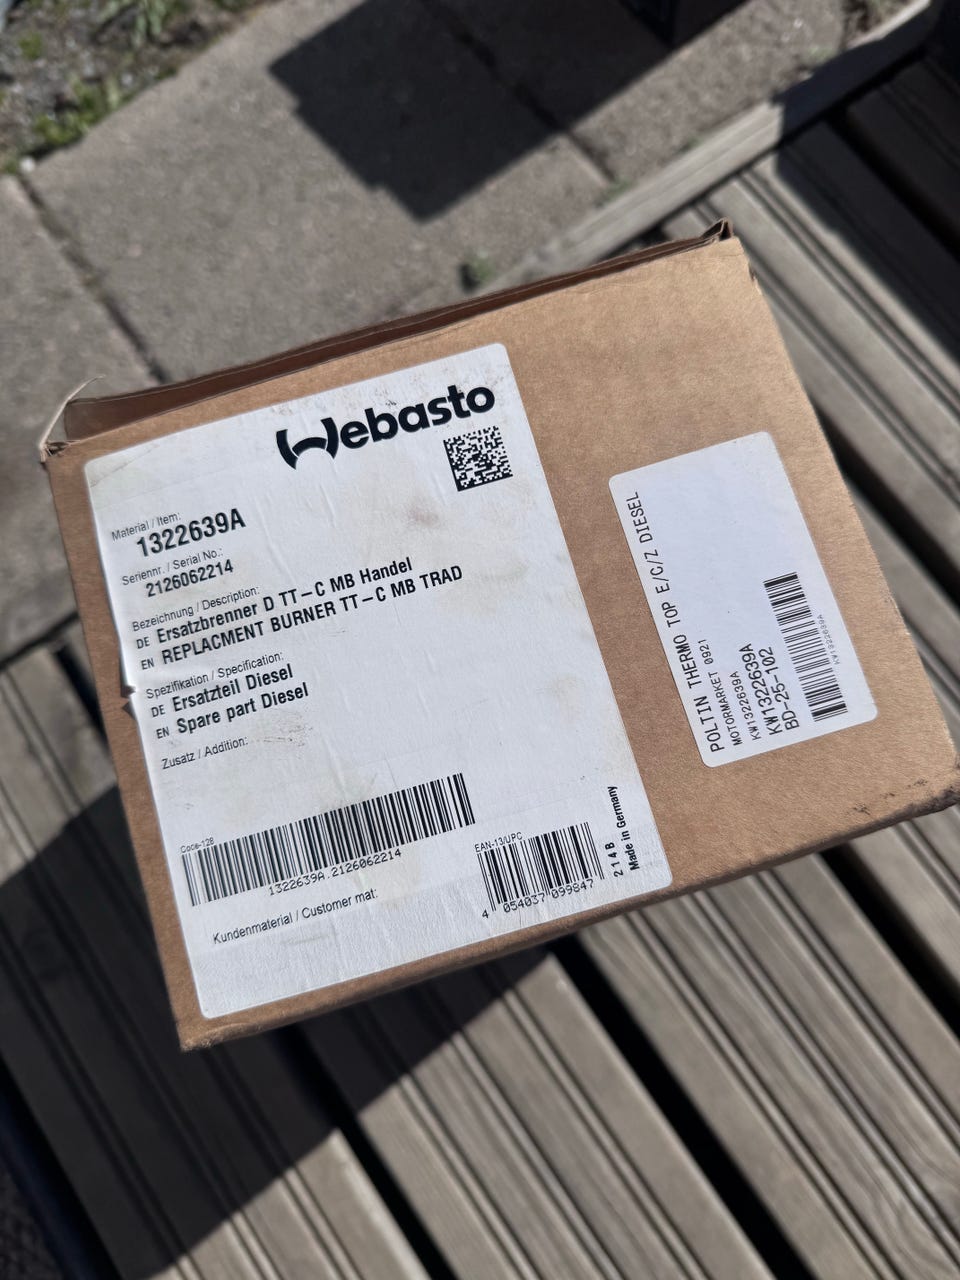 Webasto
Material / Item:
1322639A
Seriennr. / Serial No.:
2126062214
Bezeichnung / Description:
DE Ersatzbrenner D TT-C MB Handel
EN REPLACMENT BURNER TT-C MB TRAD
Spezifikation / Specification:
DE Ersatzteil Diesel
EN Spare part Diesel
Zusatz / Addition:
Code-128
1322639A.2126062214
EAN-13/UPC
4 054037 099847
214B
Made in Germany
Kundenmaterial / Customer mat:
POLTIN THERMO TOP E/C/Z DIESEL
MOTORMARKET 0921
1322639A
KW1322639A
KW1322639A
BD-25-102
KW1322639A